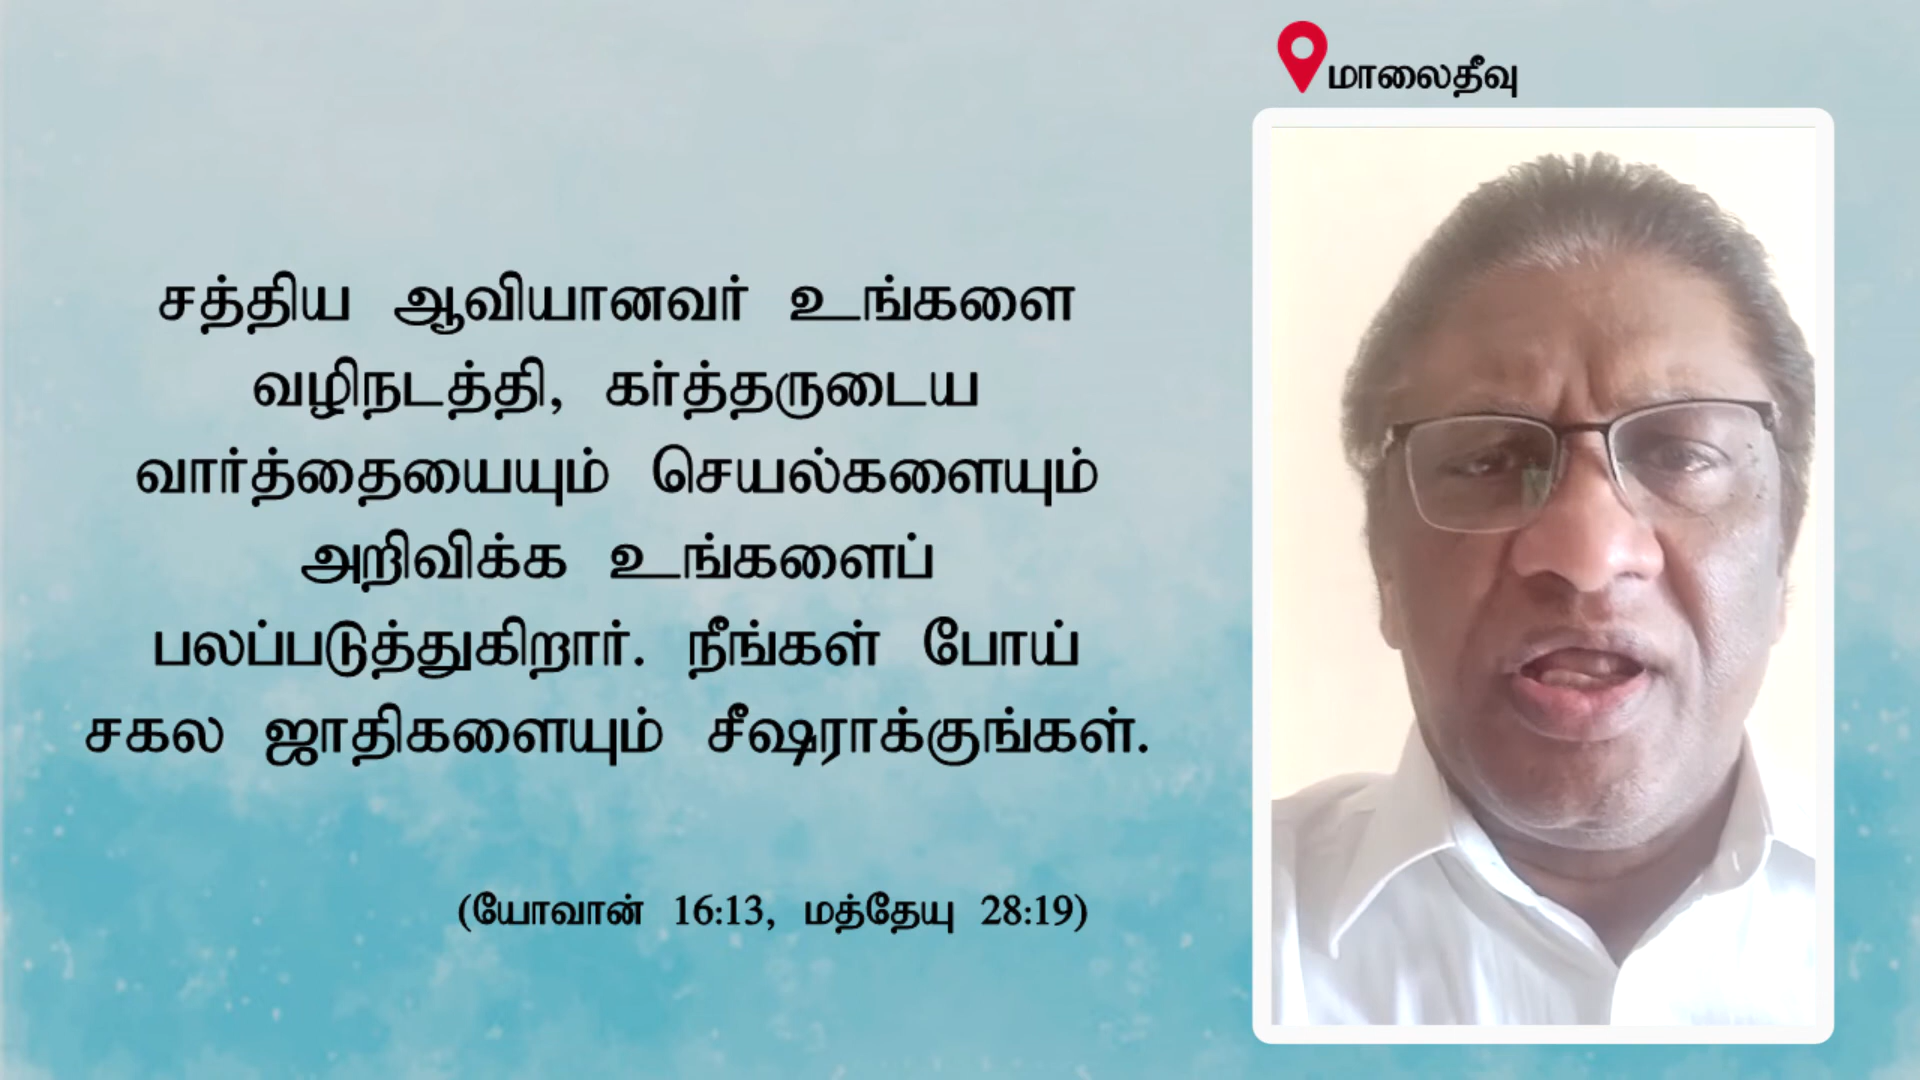 மாலைதீவு
சத்திய ஆவியானவர் உங்களை
வழிநடத்தி, கர்த்தருடைய
வார்த்தையையும் செயல்களையும்
அறிவிக்க உங்களைப்
பலப்படுத்துகிறார். நீங்கள் போய்
சகல ஜாதிகளையும் சீஷராக்குங்கள்.
(யோவான் 16:13, மத்தேயு 28:19)